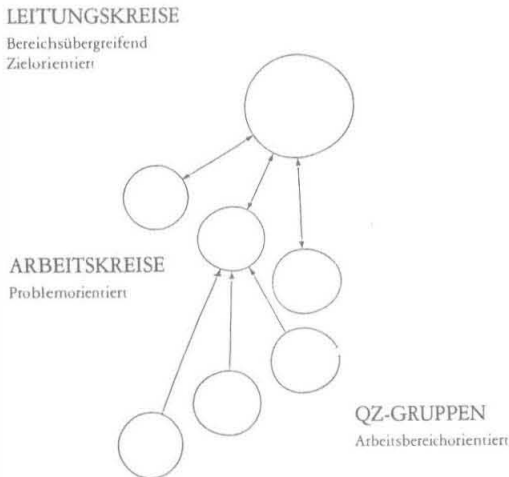 LEITUNGSKREISE
Bereichsübergreifend
Zielorientiert
ARBEITSKREISE
Problemorientiert
QZ-GRUPPEN
Arbeitsbereichorientiert